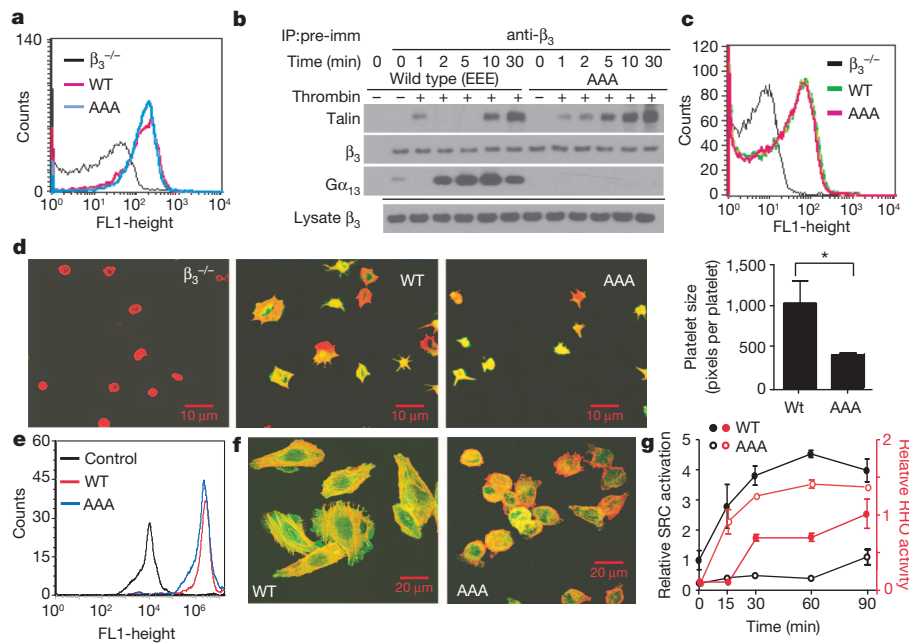 a
140
Counts
0
β3−/−
WT
AAA
10^0 10^1 10^2 10^3 10^4
FL1-height
b
IP:pre-imm anti-β3
Time (min) 0 0 1 2 5 10 30 0 1 2 5 10 30
Wild type (EEE) AAA
Thrombin − − + + + + + − + + + + +
Talin
β3
Gα13
Lysate β3
c
120
100
80
60
40
20
0
Counts
β3−/−
WT
AAA
10^0 10^1 10^2 10^3 10^4
FL1-height
d
β3−/−
10 μm
WT
10 μm
AAA
10 μm
Platelet size
(pixels per platelet)
1,500
1,000
500
0
*
Wt AAA
e
60
45
30
15
0
Counts
Control
WT
AAA
10^0 10^2 10^4 10^6
FL1-height
f
WT
20 μm
AAA
20 μm
g
WT
AAA
Relative SRC activation
5
4
3
2
1
0
Relative RHO activity
2
1
0
0 15 30 60 90
Time (min)